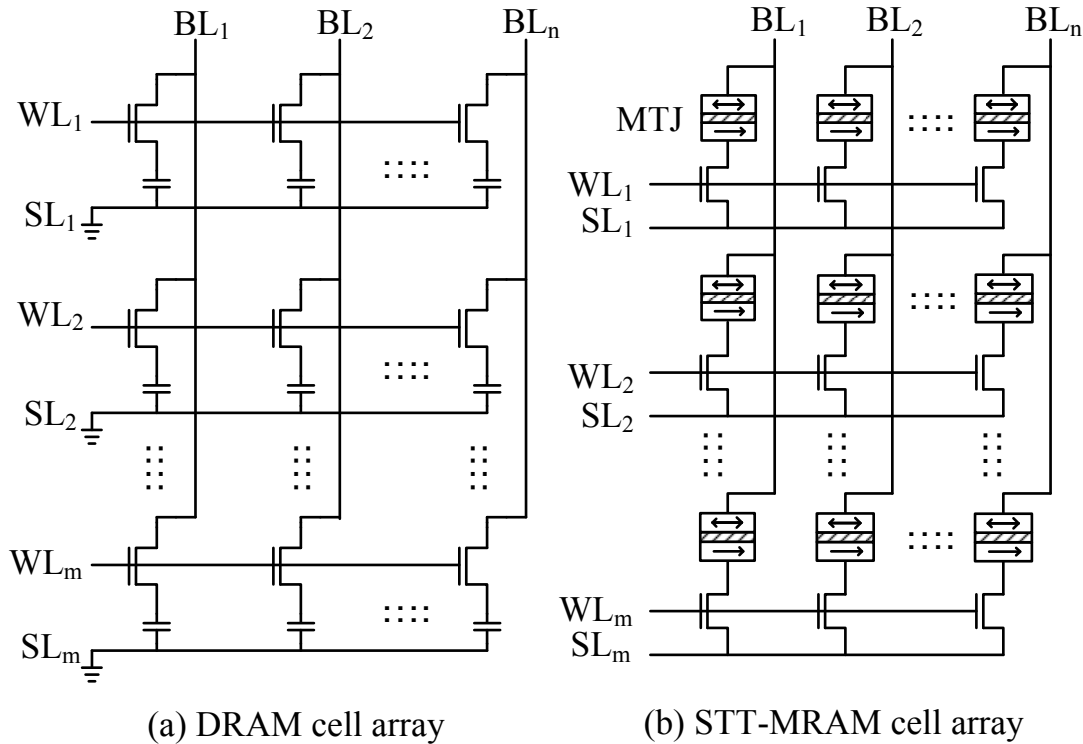 BL₁ BL₂ BLₙ
WL₁
SL₁
WL₂
SL₂
WLₘ
SLₘ
(a) DRAM cell array
BL₁ BL₂ BLₙ
MTJ
WL₁
SL₁
WL₂
SL₂
WLₘ
SLₘ
(b) STT-MRAM cell array